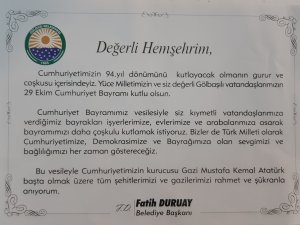 Değerli Hemşehrim,
Cumhuriyetimizin 94.yıl dönümünü kutlayacak olmanın gurur ve
coşkusu içerisindeyiz. Yüce Milletimizin ve siz değerli Gölbaşılı vatandaşlarımızın
29 Ekim Cumhuriyet Bayramı kutlu olsun.
Cumhuriyet Bayramımız vesilesiyle siz kıymetli vatandaşlarımıza
verdiğimiz bayrakları işyerlerimize, evlerimize ve arabalarımıza asarak
bayramımızı daha coşkulu kutlamak istiyoruz. Bizler de Türk Milleti olarak
Cumhuriyetimize, Demokrasimize ve Bayrağımıza olan sevgimizi ve
bağlılığımızı her zaman göstereceğiz.
Bu vesileyle Cumhuriyetimizin kurucusu Gazi Mustafa Kemal Atatürk
başta olmak üzere tüm şehitlerimizi ve gazilerimizi rahmet ve şükranla
anıyorum.
Fatih DURUAY
Belediye Başkanı